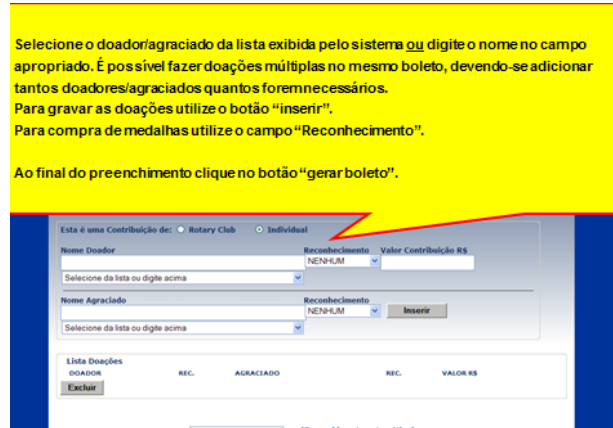 Selecione o doador/agraciado da lista exibida pelo sistema ou digite o nome no campo
apropriado. É possível fazer doações múltiplas no mesmo boleto, devendo-se adicionar
tantos doadores/agraciados quantos forem necessários.
Para gravar as doações utilize o botão “inserir”.
Para compra de medalhas utilize o campo “Reconhecimento”.
Ao final do preenchimento clique no botão “gerar boleto”.
Esta é uma Contribuição de: Rotary Club Individual
Nome Doador Reconhecimento Valor Contribuição R$
NENHUM
Selecione da lista ou digite acima
Nome Agraciado Reconhecimento
NENHUM Inserir
Selecione da lista ou digite acima
Lista Doações
DOADOR REC. AGRACIADO REC. VALOR R$
Excluir